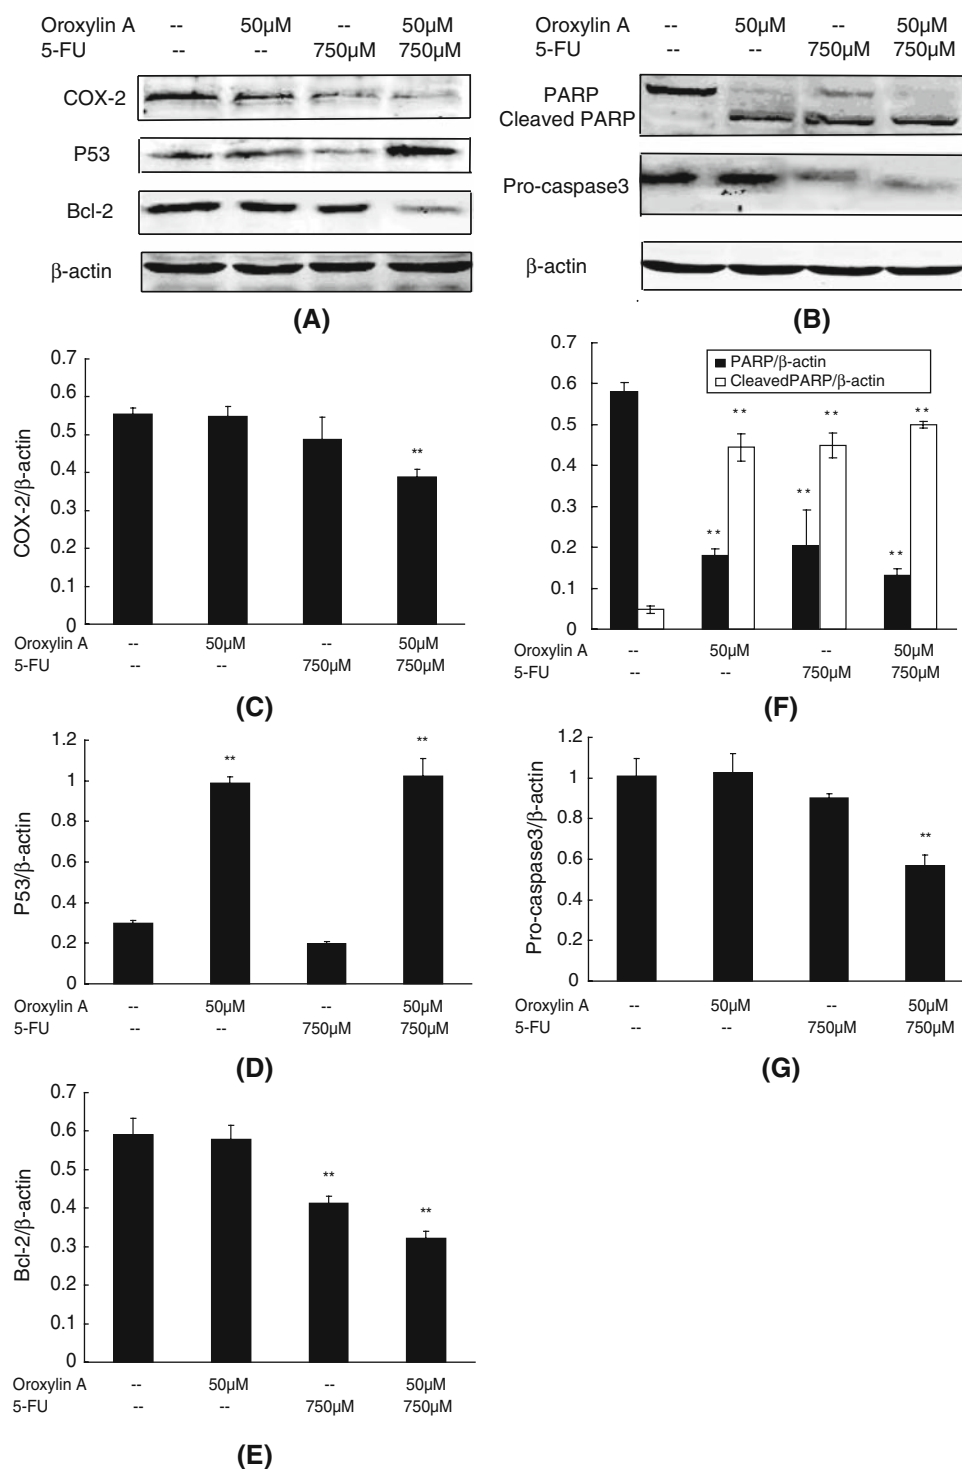 Oroxylin A -- 50μM -- 50μM
5-FU -- -- 750μM 750μM
COX-2
P53
Bcl-2
β-actin
(A)
Oroxylin A -- 50μM -- 50μM
5-FU -- -- 750μM 750μM
PARP
Cleaved PARP
Pro-caspase3
β-actin
(B)
COX-2/β-actin
0.7
0.6
0.5
0.4
0.3
0.2
0.1
0
**
Oroxylin A -- 50μM -- 50μM
5-FU -- -- 750μM 750μM
(C)
PARP/β-actin
CleavedPARP/β-actin
0.7
0.6
0.5
0.4
0.3
0.2
0.1
0
** ** **
** ** **
Oroxylin A -- 50μM -- 50μM
5-FU -- -- 750μM 750μM
(F)
P53/β-actin
1.2
1
0.8
0.6
0.4
0.2
0
** **
Oroxylin A -- 50μM -- 50μM
5-FU -- -- 750μM 750μM
(D)
Pro-caspase3/β-actin
1.2
1
0.8
0.6
0.4
0.2
0
**
Oroxylin A -- 50μM -- 50μM
5-FU -- -- 750μM 750μM
(G)
Bcl-2/β-actin
0.7
0.6
0.5
0.4
0.3
0.2
0.1
0
** **
Oroxylin A -- 50μM -- 50μM
5-FU -- -- 750μM 750μM
(E)